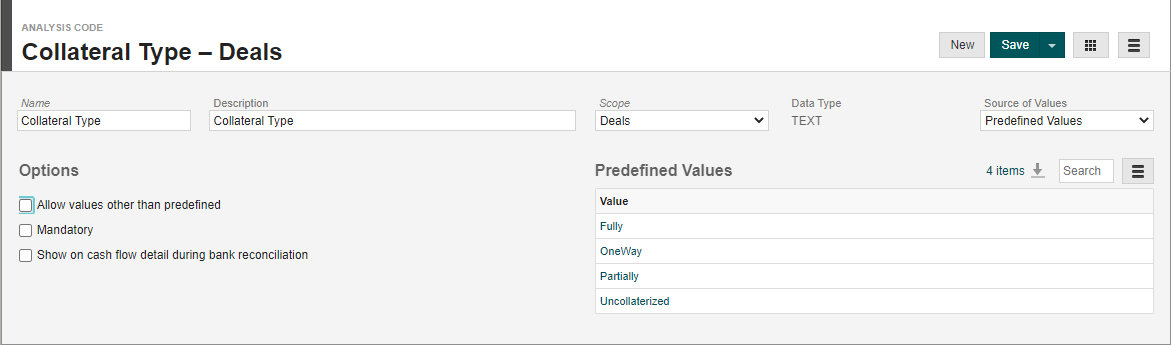 ANALYSIS CODE
Collateral Type – Deals
New
Save
Name
Description
Scope
Data Type
Source of Values
Collateral Type
Collateral Type
Deals
TEXT
Predefined Values
Options
Allow values other than predefined
Mandatory
Show on cash flow detail during bank reconciliation
Predefined Values
4 items
Search
Value
Fully
OneWay
Partially
Uncollaterized